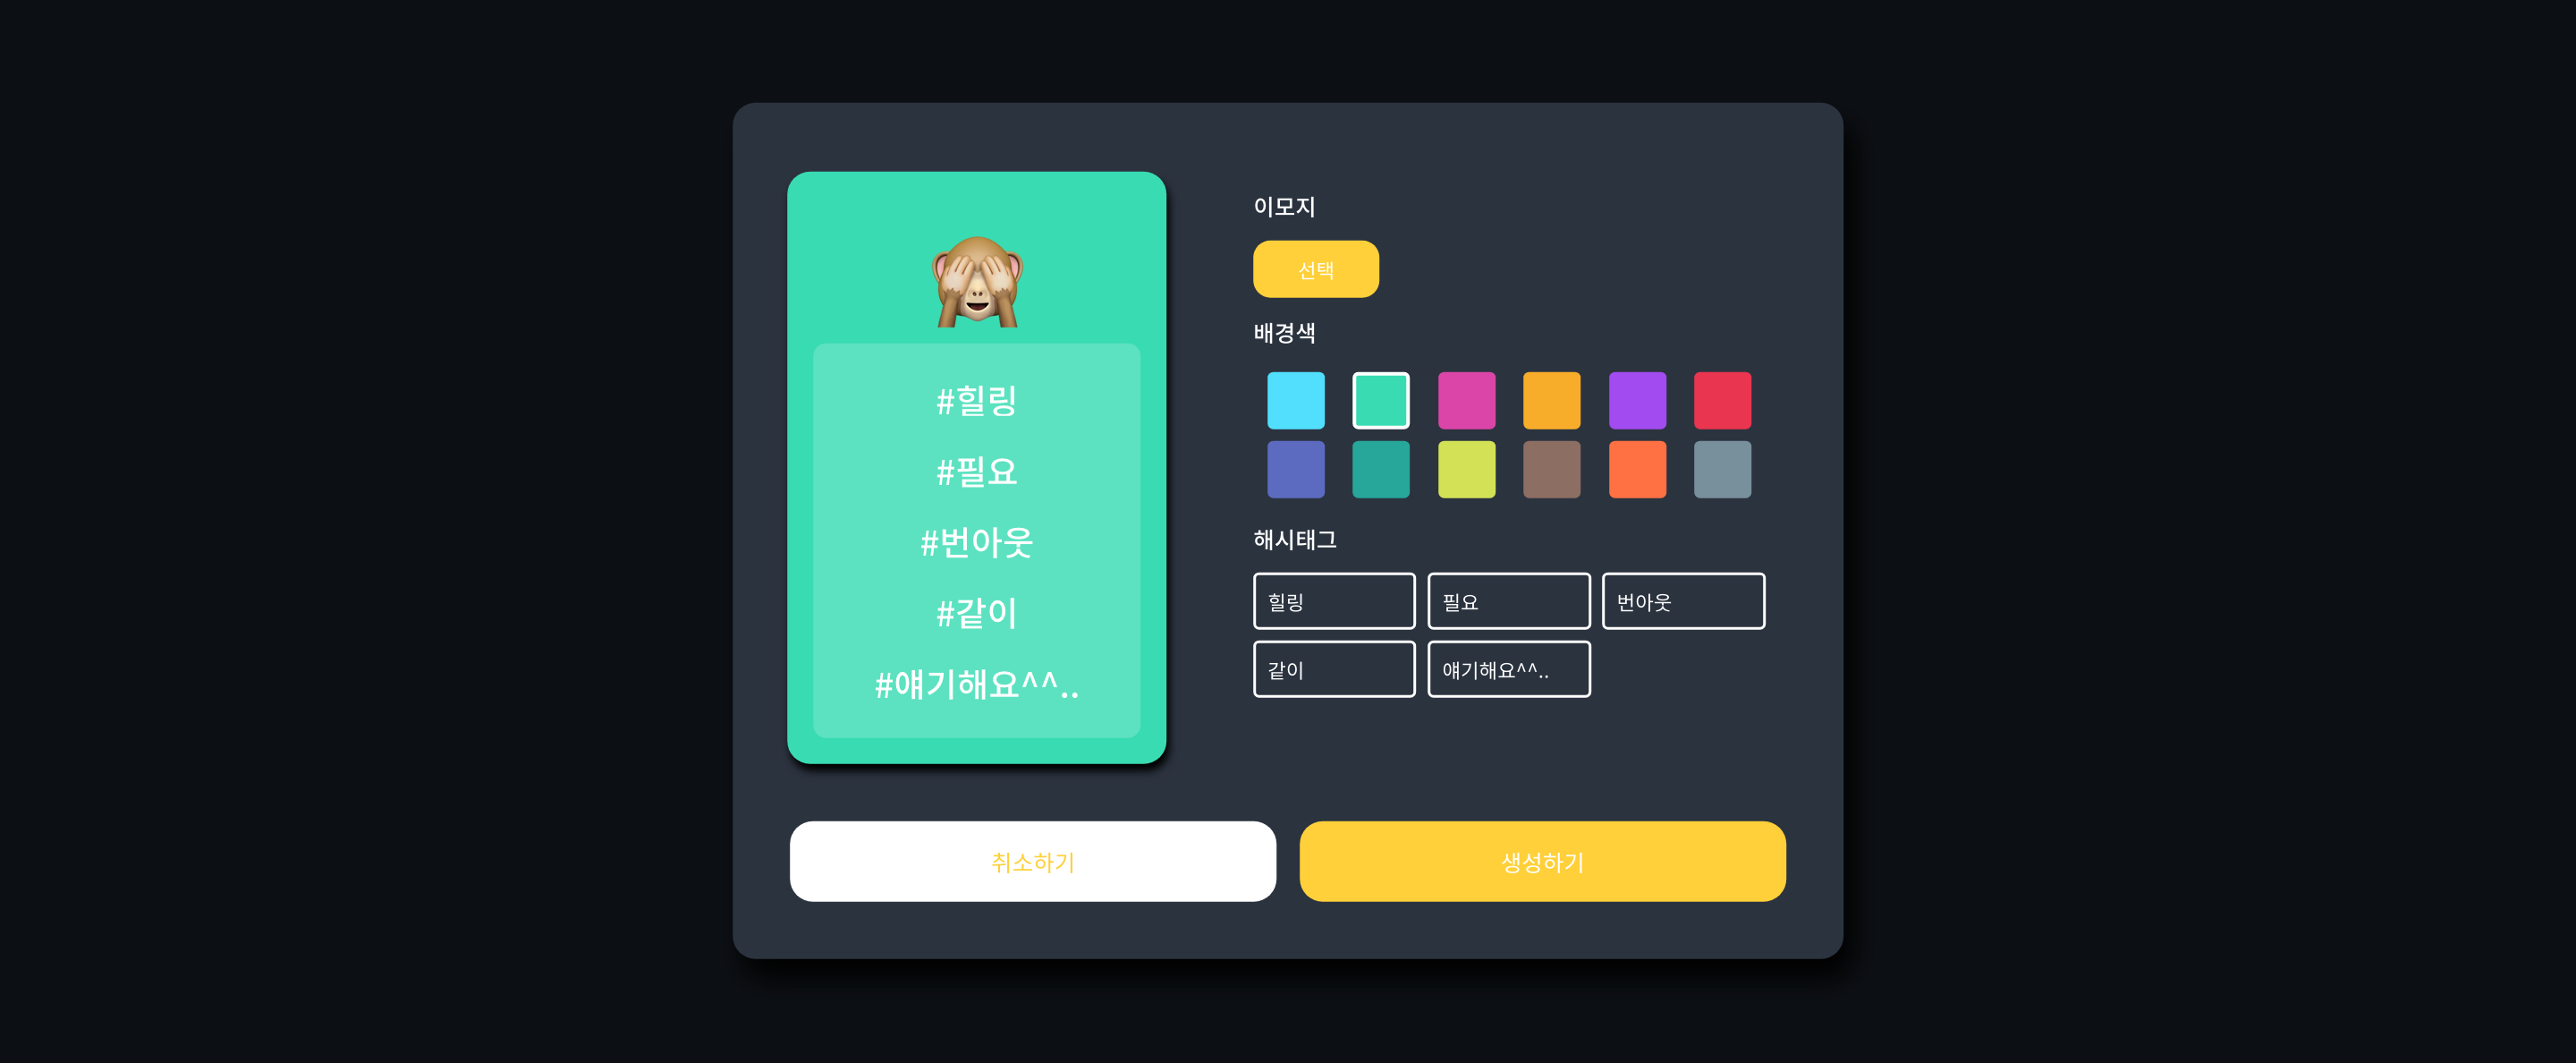 #힐링
#필요
#번아웃
#같이
#얘기해요^^..
이모지
선택
배경색
해시태그
힐링
필요
번아웃
같이
얘기해요^^..
취소하기
생성하기